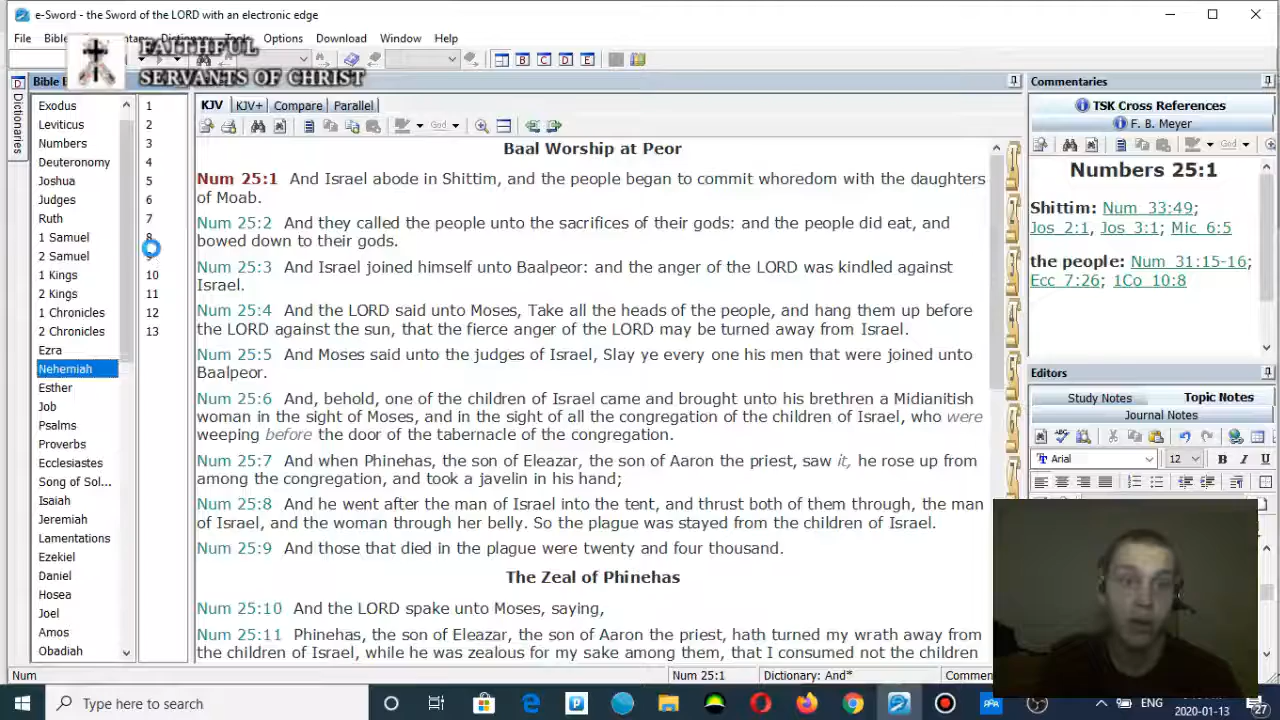 e-Sword - the Sword of the LORD with an electronic edge
File Bible Commentary Dictionary Tools Options Download Window Help
FAITHFUL
SERVANTS OF CHRIST
Dictionaries
Bible
Exodus
Leviticus
Numbers
Deuteronomy
Joshua
Judges
Ruth
1 Samuel
2 Samuel
1 Kings
2 Kings
1 Chronicles
2 Chronicles
Ezra
Nehemiah
Esther
Job
Psalms
Proverbs
Ecclesiastes
Song of Sol...
Isaiah
Jeremiah
Lamentations
Ezekiel
Daniel
Hosea
Joel
Amos
Obadiah
1
2
3
4
5
6
7
8
9
10
11
12
13
KJV KJV+ Compare Parallel
Baal Worship at Peor
Num 25:1 And Israel abode in Shittim, and the people began to commit whoredom with the daughters
of Moab.
Num 25:2 And they called the people unto the sacrifices of their gods: and the people did eat, and
bowed down to their gods.
Num 25:3 And Israel joined himself unto Baalpeor: and the anger of the LORD was kindled against
Israel.
Num 25:4 And the LORD said unto Moses, Take all the heads of the people, and hang them up before
the LORD against the sun, that the fierce anger of the LORD may be turned away from Israel.
Num 25:5 And Moses said unto the judges of Israel, Slay ye every one his men that were joined unto
Baalpeor.
Num 25:6 And, behold, one of the children of Israel came and brought unto his brethren a Midianitish
woman in the sight of Moses, and in the sight of all the congregation of the children of Israel, who were
weeping before the door of the tabernacle of the congregation.
Num 25:7 And when Phinehas, the son of Eleazar, the son of Aaron the priest, saw it, he rose up from
among the congregation, and took a javelin in his hand;
Num 25:8 And he went after the man of Israel into the tent, and thrust both of them through, the man
of Israel, and the woman through her belly. So the plague was stayed from the children of Israel.
Num 25:9 And those that died in the plague were twenty and four thousand.
The Zeal of Phinehas
Num 25:10 And the LORD spake unto Moses, saying,
Num 25:11 Phinehas, the son of Eleazar, the son of Aaron the priest, hath turned my wrath away from
the children of Israel, while he was zealous for my sake among them, that I consumed not the children
Commentaries
TSK Cross References
F. B. Meyer
Numbers 25:1
Shittim: Num_33:49;
Jos_2:1, Jos_3:1; Mic_6:5
the people: Num_31:15-16;
Ecc_7:26; 1Co_10:8
Editors
Study Notes Topic Notes
Journal Notes
Arial 12 B I U
Num
Num 25:1
Dictionary: And*
Commen
Type here to search
ENG
2020-01-13
27